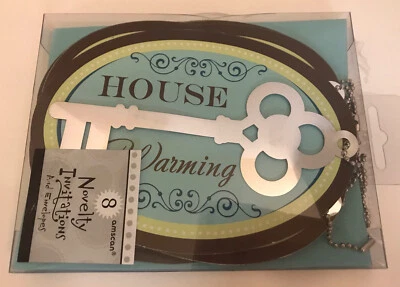 HOUSE
Warming
8 amscan®
Novelty
Invitations
And Envelopes